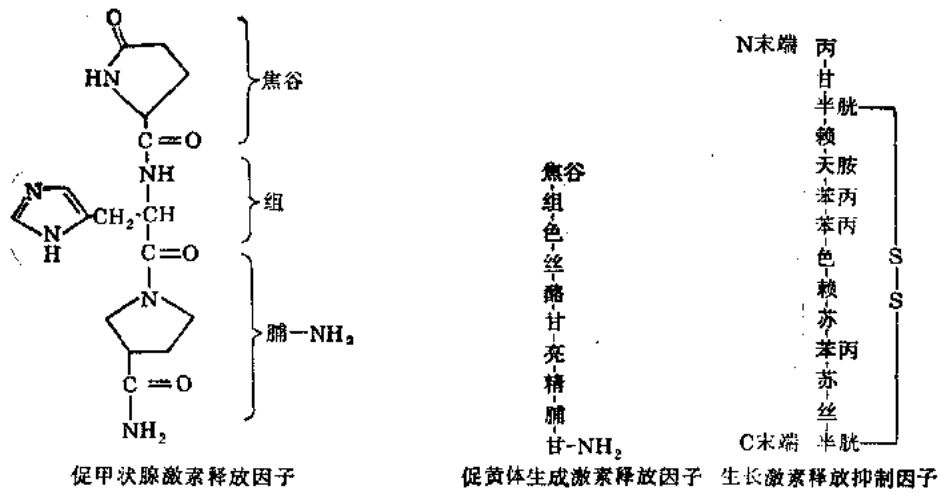 O
HN
C=O
焦谷
NH
N
CH₂-CH
组
N
H
C=O
N
脯-NH₂
C=O
NH₂
促甲状腺激素释放因子
焦谷
组
色
丝
酪
甘
亮
精
脯
甘-NH₂
促黄体生成激素释放因子
N末端 丙
甘
半胱
赖
天胺
苯丙
苯丙
色
S
赖
S
苏
苯丙
苏
丝
C末端 半胱
生长激素释放抑制因子